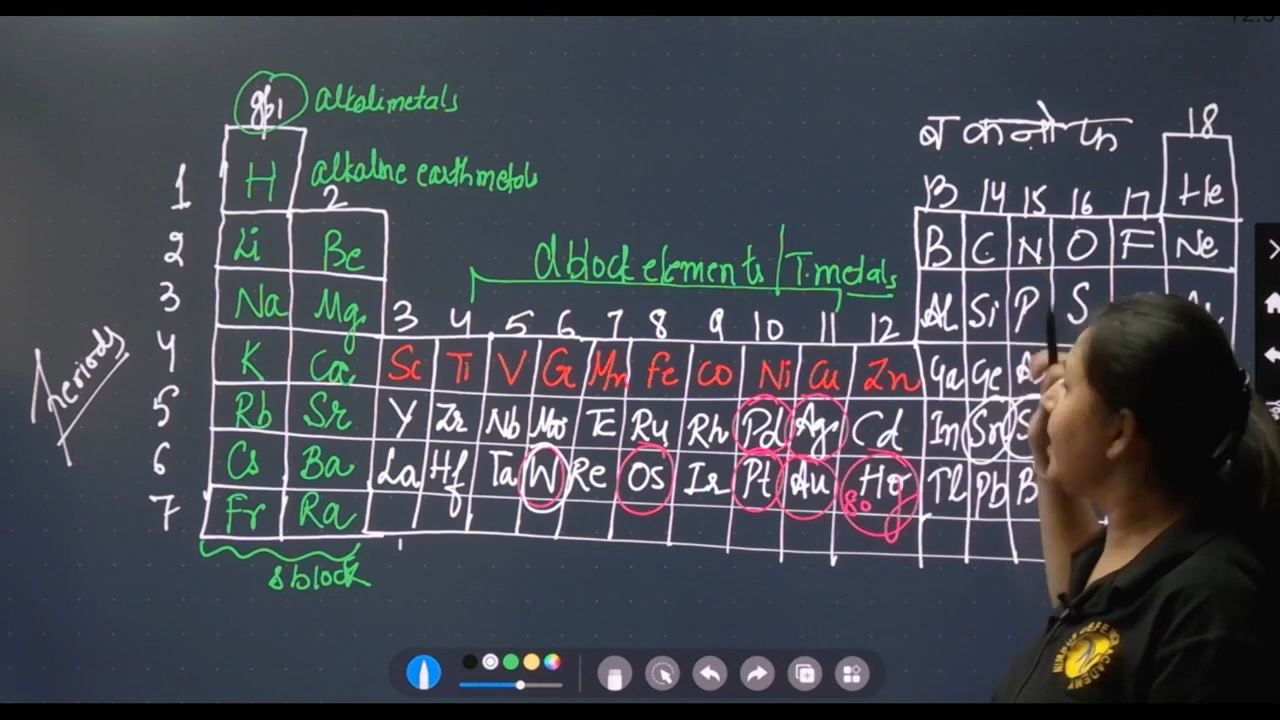 gp1 alkalimetals
ब क नो फ 18
1 H alkaline earthmetals He
2 13 14 15 16 17
2 Li Be B C N O F Ne
d block elements / T.metals
3 Na Mg Al Si P S
3 4 5 6 7 8 9 10 11 12
4 K Ca Sc Ti V Cr Mn Fe Co Ni Cu Zn Ga Ge
5 Rb Sr Y Zr Nb Mo Tc Ru Rh Pd Ag Cd In Sn
6 Cs Ba La Hf Ta W Re Os Ir Pt Au Hg 80 Tl Pb
7 Fr Ra
periods
s block